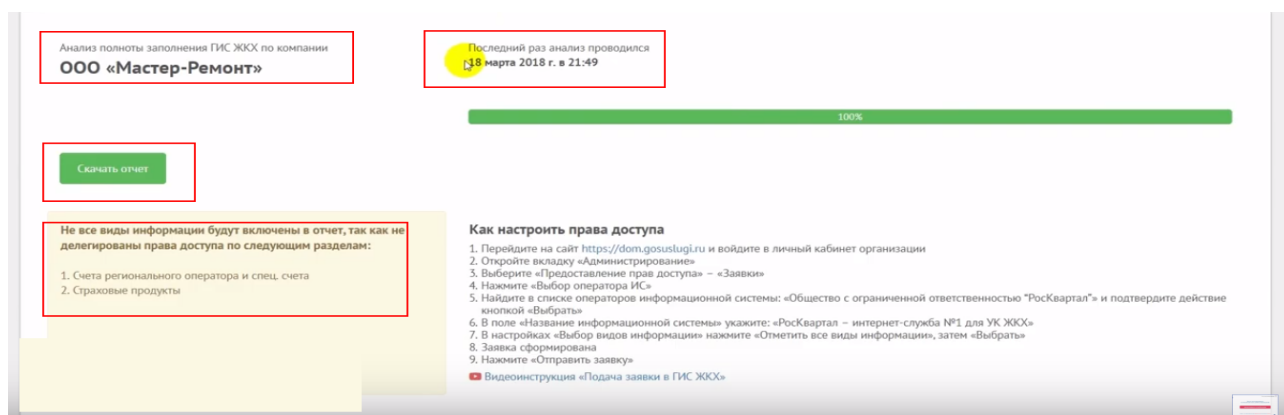 Анализ полноты заполнения ГИС ЖКХ по компании
ООО «Мастер-Ремонт»
Последний раз анализ проводился
18 марта 2018 г. в 21:49
100%
Скачать отчет
Не все виды информации будут включены в отчет, так как не
делегированы права доступа по следующим разделам:
1. Счета регионального оператора и спец. счета
2. Страховые продукты
Как настроить права доступа
1. Перейдите на сайт https://dom.gosuslugi.ru и войдите в личный кабинет организации
2. Откройте вкладку «Администрирование»
3. Выберите «Предоставление прав доступа» – «Заявки»
4. Нажмите «Выбор оператора ИС»
5. Найдите в списке операторов информационной системы: «Общество с ограниченной ответственностью "РосКвартал"» и подтвердите действие
кнопкой «Выбрать»
6. В поле «Название информационной системы» укажите: «РосКвартал – интернет-служба №1 для УК ЖКХ»
7. В настройках «Выбор видов информации» нажмите «Отметить все виды информации», затем «Выбрать»
8. Заявка сформирована
9. Нажмите «Отправить заявку»
Видеоинструкция «Подача заявки в ГИС ЖКХ»